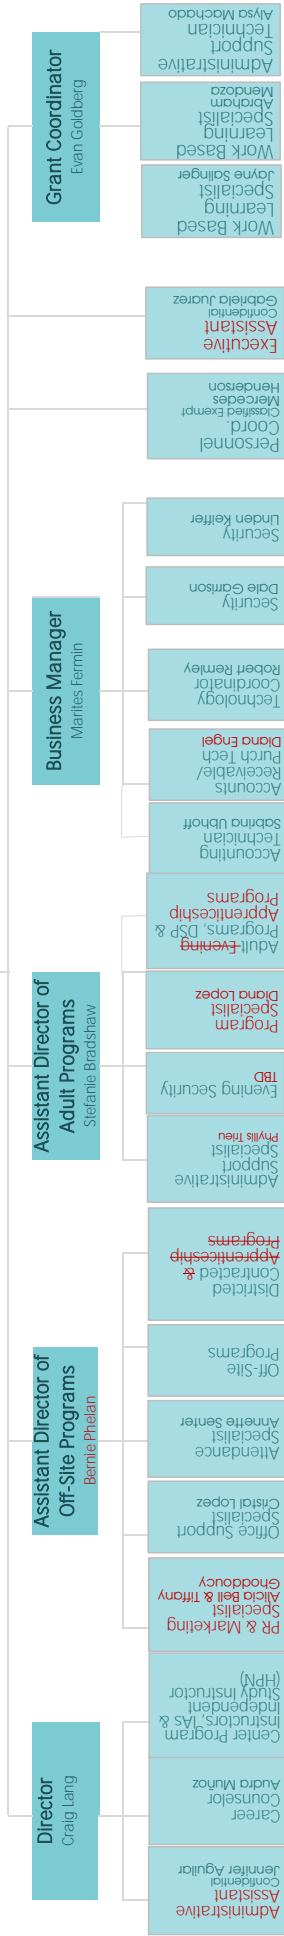 Grant Coordinator
Evan Goldberg
Administrative
Support
Technician
Alysa Machado
Work Based
Learning
Specialist
Abraham
Mendoza
Work Based
Learning
Specialist
Jayne Salinger
Executive
Assistant
Confidential
Gabriela Juarez
Personnel
Coord.
Classified Exempt
Mercedes
Henderson
Business Manager
Marites Fermin
Security
Linden Keiffer
Security
Dale Garrison
Technology
Coordinator
Robert Remley
Accounts
Receivable/
Purch Tech
Diana Engel
Accounting
Technician
Sabrina Uphoff
Assistant Director of
Adult Programs
Stefanie Bradshaw
Adult Evening
Programs, DSP &
Apprenticeship
Programs
Program
Specialist
Diana Lopez
Evening Security
TBD
Administrative
Support
Specialist
Phyllis Trieu
Assistant Director of
Off-Site Programs
Bernie Phelan
Districted
Contracted &
Apprenticeship
Programs
Off-Site
Programs
Attendance
Specialist
Annette Senter
Office Support
Specialist
Cristal Lopez
PR & Marketing
Specialist
Alicia Bell & Tiffany
Ghoddoucy
Director
Craig Lang
Center Program
Instructors, IAs &
Independent
Study Instructor
(HPN)
Career
Counselor
Audra Muñoz
Administrative
Assistant
Confidential
Jennifer Aguilar